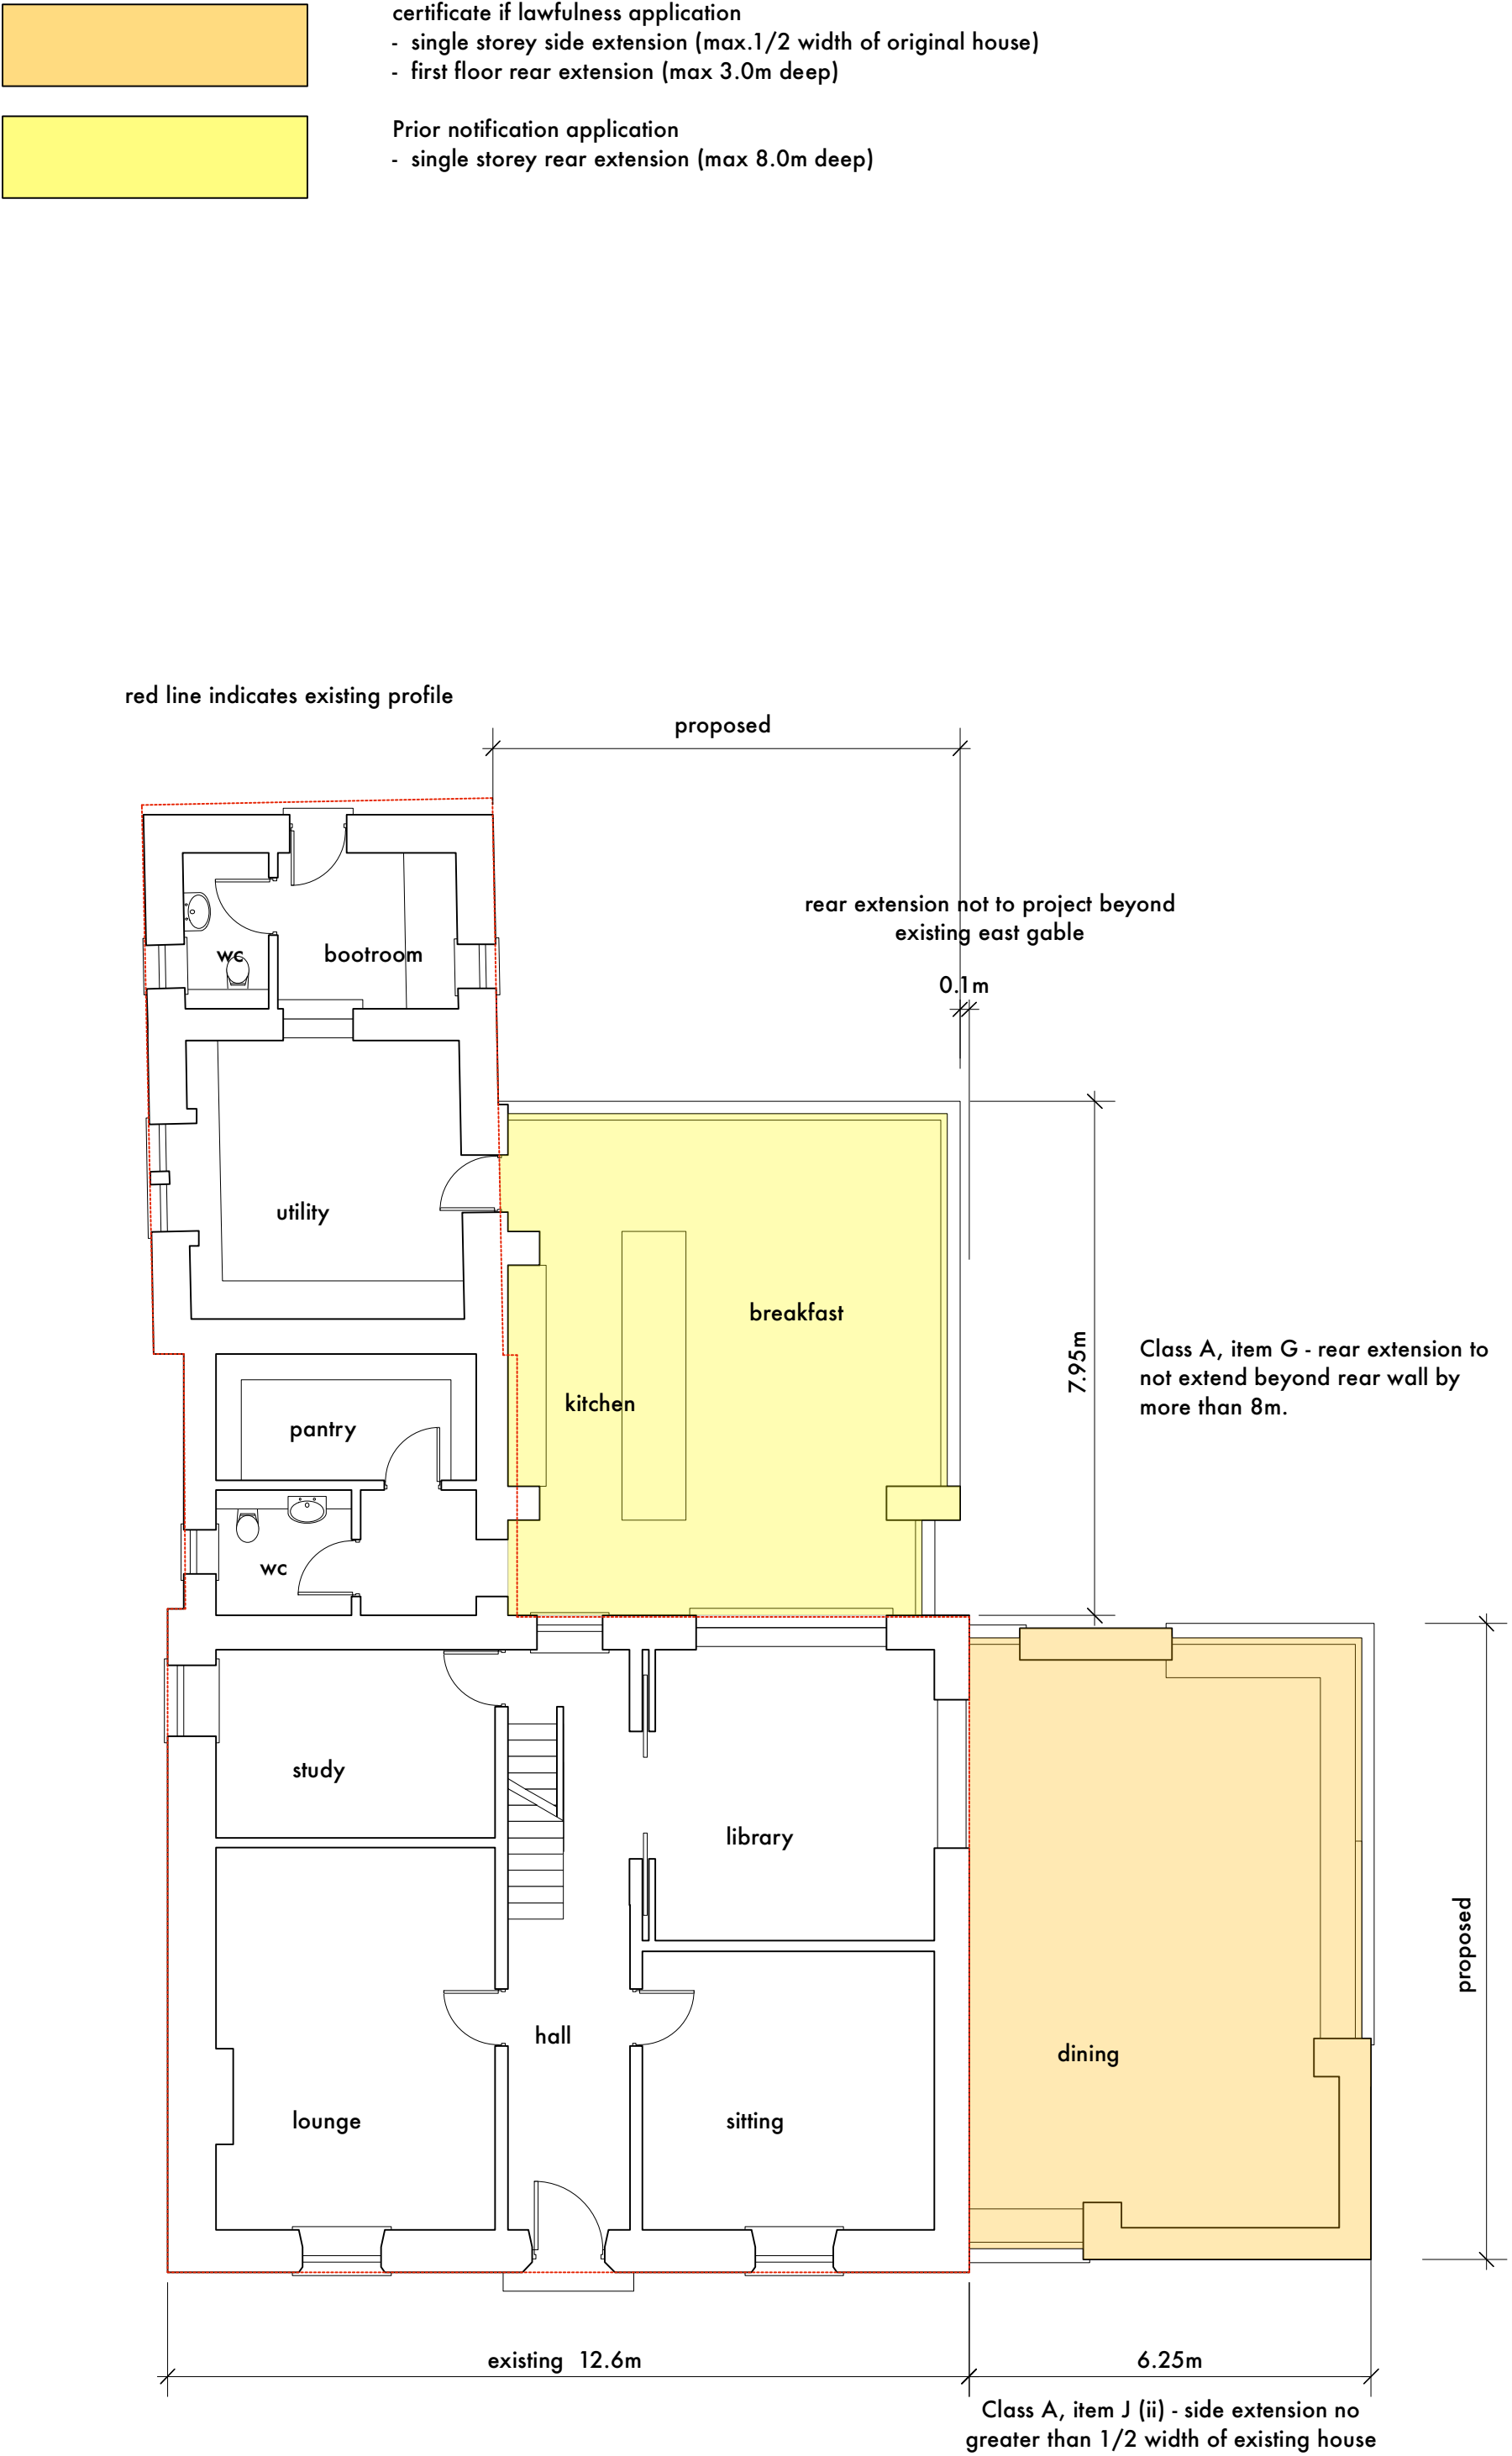 certificate if lawfulness application
- single storey side extension (max.1/2 width of original house)
- first floor rear extension (max 3.0m deep)
Prior notification application
- single storey rear extension (max 8.0m deep)
red line indicates existing profile
proposed
rear extension not to project beyond
existing east gable
0.1m
wc
bootroom
utility
breakfast
7.95m
Class A, item G - rear extension to
not extend beyond rear wall by
more than 8m.
kitchen
pantry
wc
study
library
proposed
hall
dining
lounge
sitting
existing 12.6m
6.25m
Class A, item J (ii) - side extension no
greater than 1/2 width of existing house